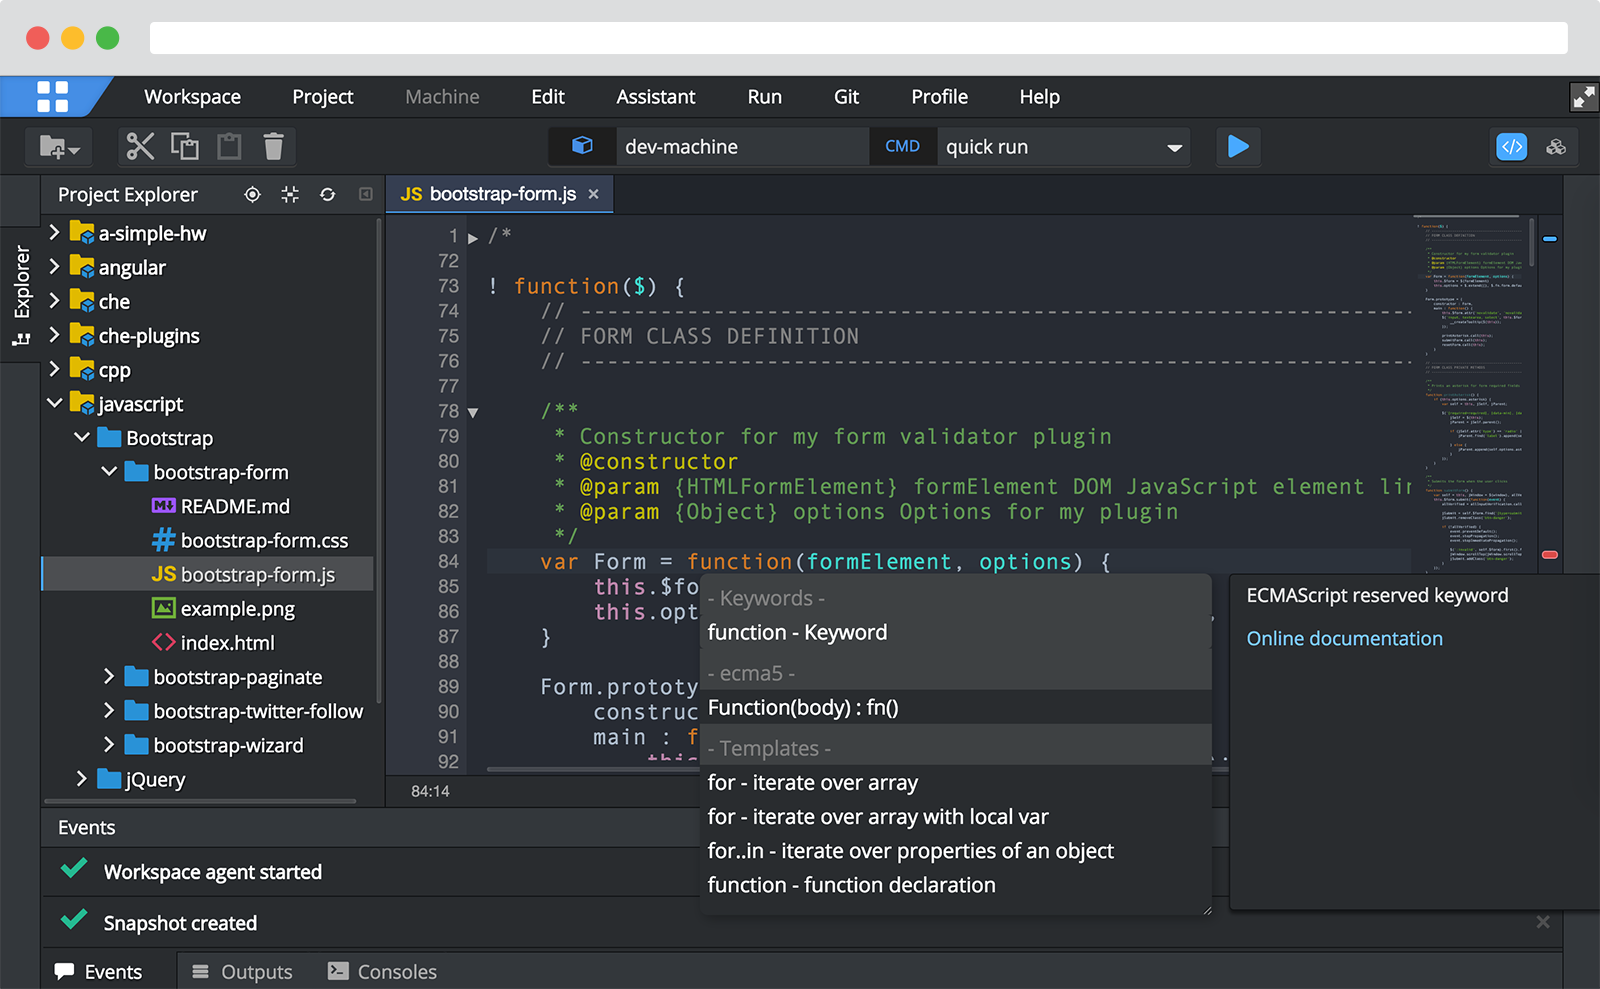 Workspace Project Machine Edit Assistant Run Git Profile Help
dev-machine CMD quick run </>
Explorer
Project Explorer
a-simple-hw
angular
che
che-plugins
cpp
javascript
Bootstrap
bootstrap-form
README.md
bootstrap-form.css
JS bootstrap-form.js
example.png
index.html
bootstrap-paginate
bootstrap-twitter-follow
bootstrap-wizard
jQuery
JS bootstrap-form.js ×
1 /*
72
73 ! function($) {
74 // ---------------------------------------------------------------
75 // FORM CLASS DEFINITION
76 // ---------------------------------------------------------------
77
78 /**
79 * Constructor for my form validator plugin
80 * @constructor
81 * @param {HTMLFormElement} formElement DOM JavaScript element lin
82 * @param {Object} options Options for my plugin
83 */
84 var Form = function(formElement, options) {
85 this.$fo
86 this.opt
87 }
88
89 Form.prototy
90 construc
91 main : f
92 this
84:14
- Keywords -
function - Keyword
- ecma5 -
Function(body) : fn()
- Templates -
for - iterate over array
for - iterate over array with local var
for..in - iterate over properties of an object
function - function declaration
ECMAScript reserved keyword
Online documentation
Events
Workspace agent started
Snapshot created
Events Outputs Consoles